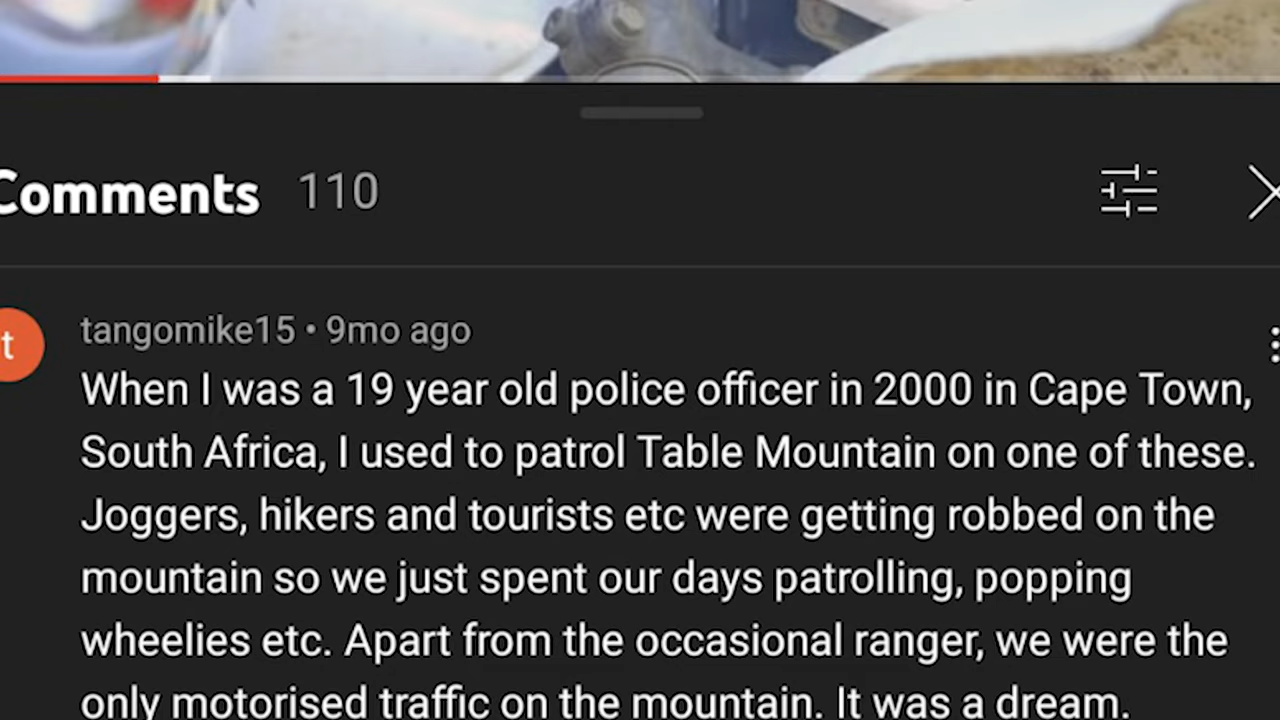 Comments 110
t
tangomike15 • 9mo ago
When I was a 19 year old police officer in 2000 in Cape Town,
South Africa, I used to patrol Table Mountain on one of these.
Joggers, hikers and tourists etc were getting robbed on the
mountain so we just spent our days patrolling, popping
wheelies etc. Apart from the occasional ranger, we were the
only motorised traffic on the mountain. It was a dream.